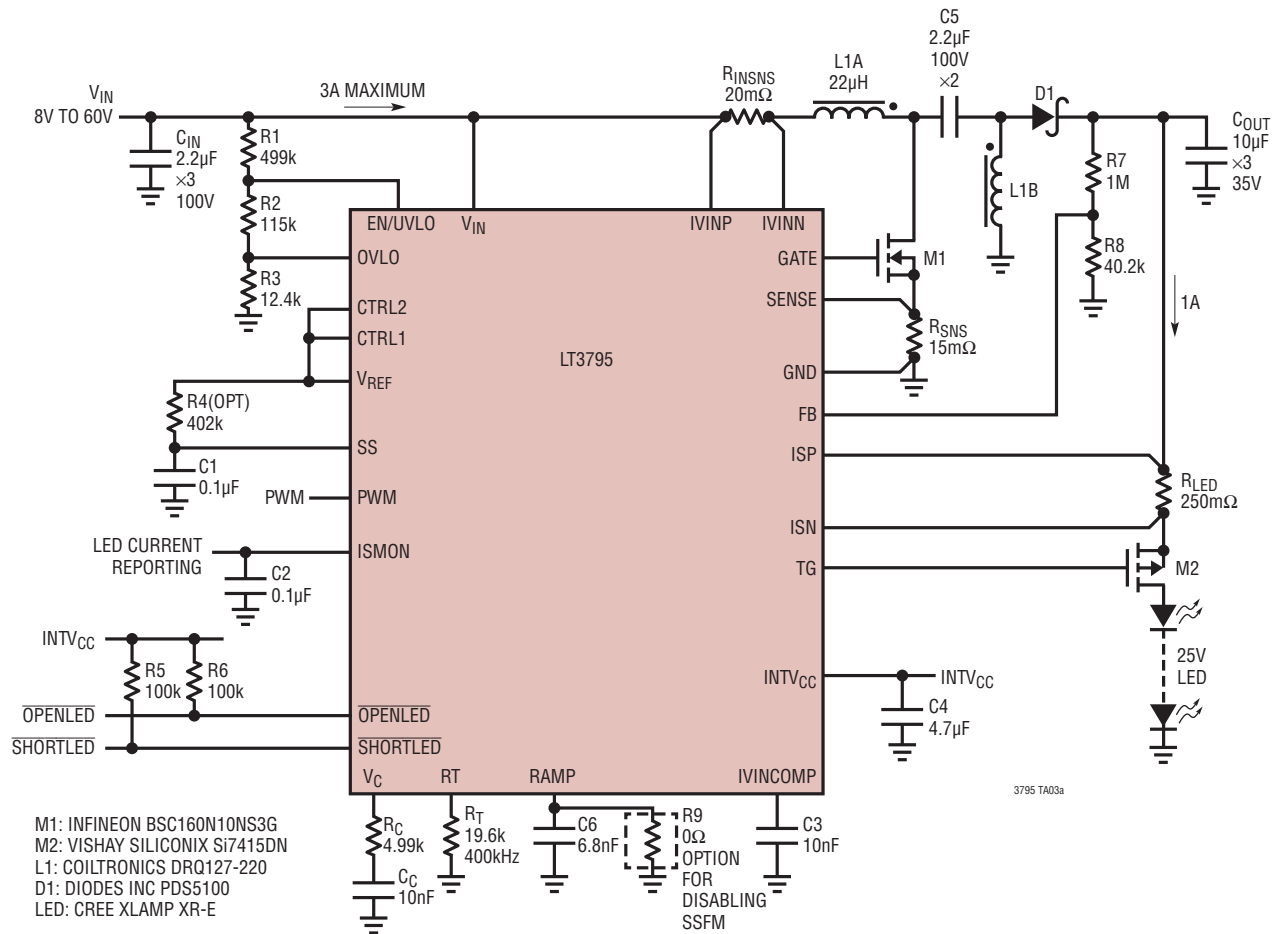 V_IN
8V TO 60V
3A MAXIMUM
R_INSNS
20mΩ
L1A
22µH
C5
2.2µF
100V
×2
D1
C_IN
2.2µF
×3
100V
R1
499k
R2
115k
R3
12.4k
R7
1M
R8
40.2k
C_OUT
10µF
×3
35V
L1B
1A
EN/UVLO
V_IN
IVINP
IVINN
OVLO
CTRL2
CTRL1
V_REF
SS
PWM
PWM
ISMON
LT3795
GATE
SENSE
GND
FB
ISP
ISN
TG
INTV_CC
INTV_CC
M1
R_SNS
15mΩ
R_LED
250mΩ
M2
25V
LED
R4(OPT)
402k
C1
0.1µF
LED CURRENT
REPORTING
C2
0.1µF
INTV_CC
R5
100k
R6
100k
OPENLED
OPENLED
SHORTLED
SHORTLED
C4
4.7µF
V_C
RT
RAMP
IVINCOMP
R_C
4.99k
C_C
10nF
R_T
19.6k
400kHz
C6
6.8nF
R9
0Ω
OPTION
FOR
DISABLING
SSFM
C3
10nF
3795 TA03a
M1: INFINEON BSC160N10NS3G
M2: VISHAY SILICONIX Si7415DN
L1: COILTRONICS DRQ127-220
D1: DIODES INC PDS5100
LED: CREE XLAMP XR-E